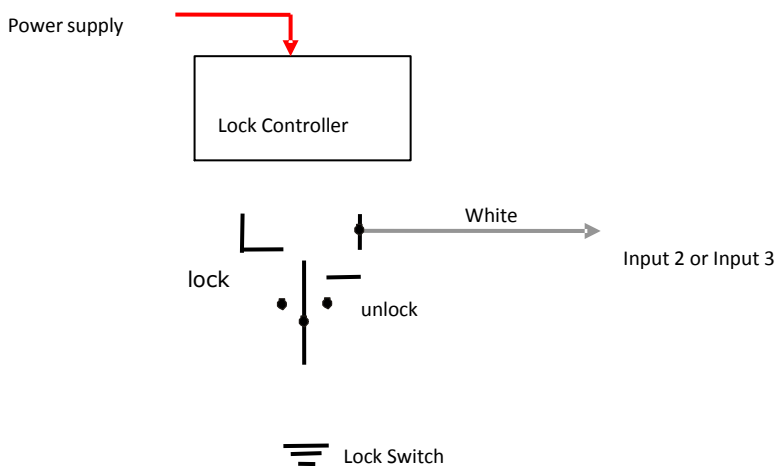 Power supply
Lock Controller
White
Input 2 or Input 3
lock
unlock
Lock Switch